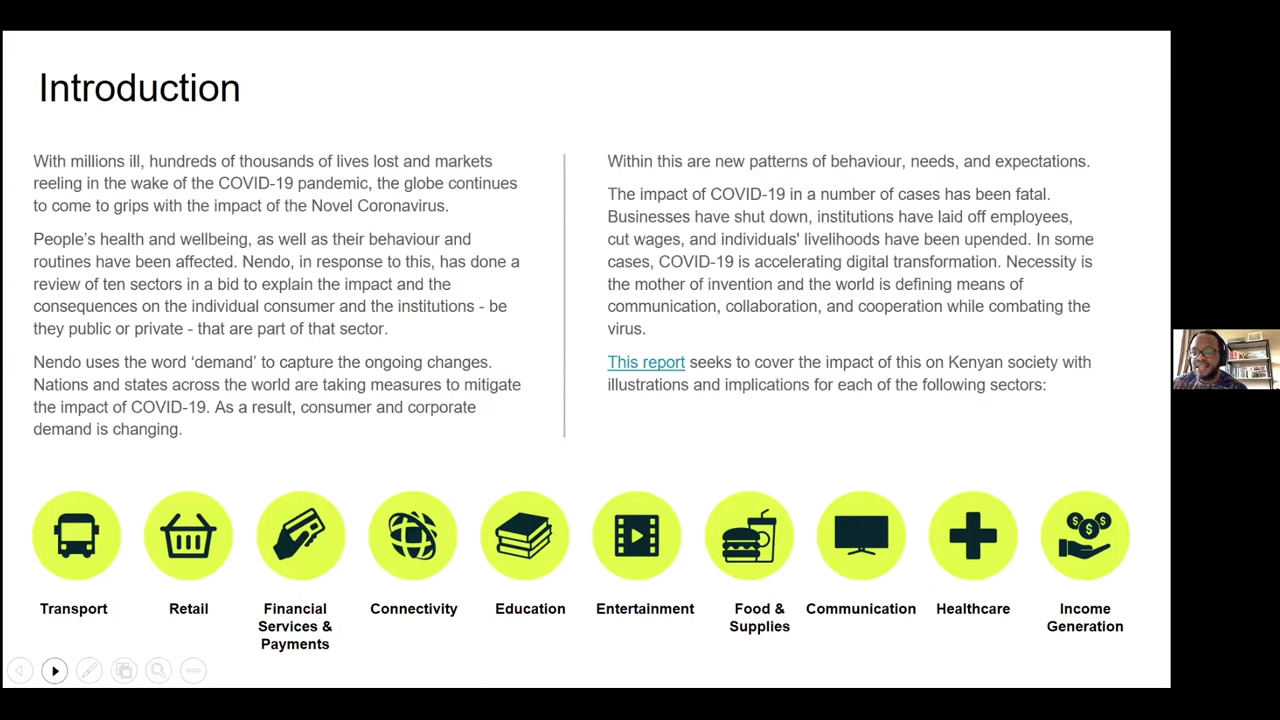 Introduction
With millions ill, hundreds of thousands of lives lost and markets
reeling in the wake of the COVID-19 pandemic, the globe continues
to come to grips with the impact of the Novel Coronavirus.
People’s health and wellbeing, as well as their behaviour and
routines have been affected. Nendo, in response to this, has done a
review of ten sectors in a bid to explain the impact and the
consequences on the individual consumer and the institutions - be
they public or private - that are part of that sector.
Nendo uses the word ‘demand’ to capture the ongoing changes.
Nations and states across the world are taking measures to mitigate
the impact of COVID-19. As a result, consumer and corporate
demand is changing.
Within this are new patterns of behaviour, needs, and expectations.
The impact of COVID-19 in a number of cases has been fatal.
Businesses have shut down, institutions have laid off employees,
cut wages, and individuals' livelihoods have been upended. In some
cases, COVID-19 is accelerating digital transformation. Necessity is
the mother of invention and the world is defining means of
communication, collaboration, and cooperation while combating the
virus.
This report seeks to cover the impact of this on Kenyan society with
illustrations and implications for each of the following sectors:
Transport
Retail
Financial
Services &
Payments
Connectivity
Education
Entertainment
Food &
Supplies
Communication
Healthcare
Income
Generation